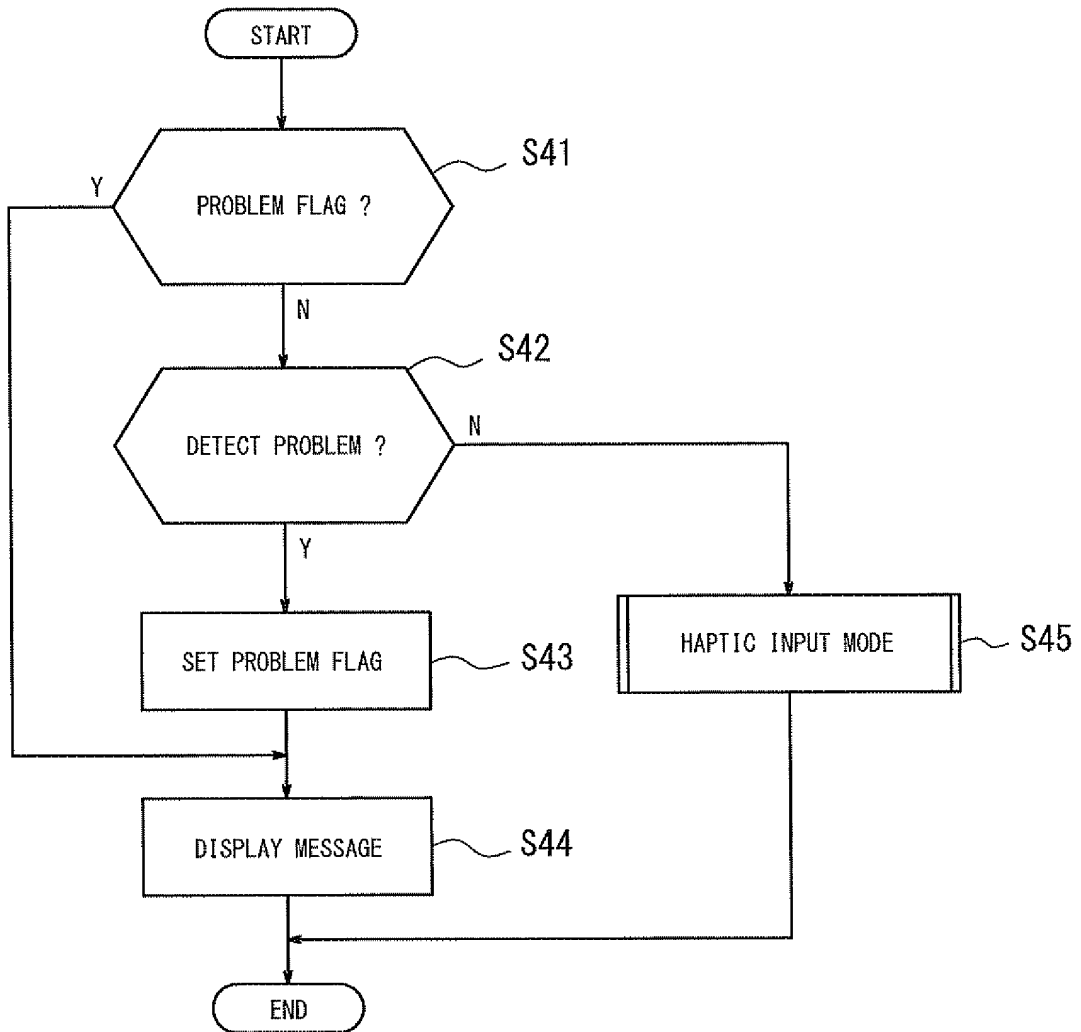 START
S41
Y
PROBLEM FLAG ?
N
S42
DETECT PROBLEM ?
N
Y
SET PROBLEM FLAG
S43
HAPTIC INPUT MODE
S45
DISPLAY MESSAGE
S44
END